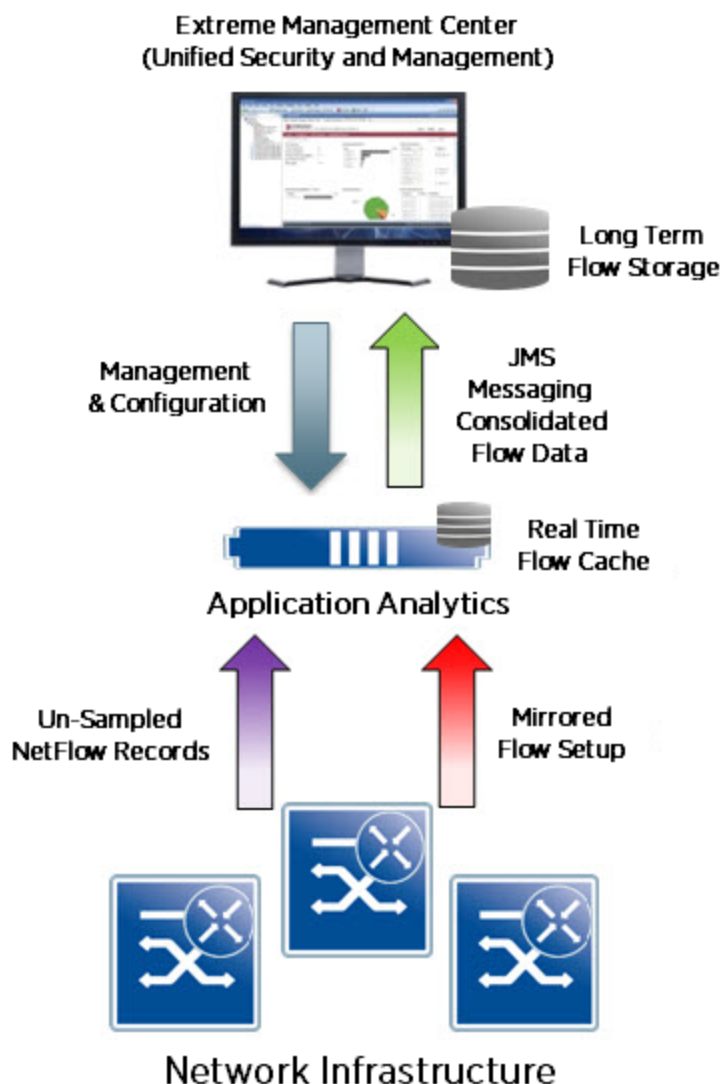 Extreme Management Center
(Unified Security and Management)
Long Term
Flow Storage
Management
& Configuration
JMS
Messaging
Consolidated
Flow Data
Real Time
Flow Cache
Application Analytics
Un-Sampled
NetFlow Records
Mirrored
Flow Setup
Network Infrastructure